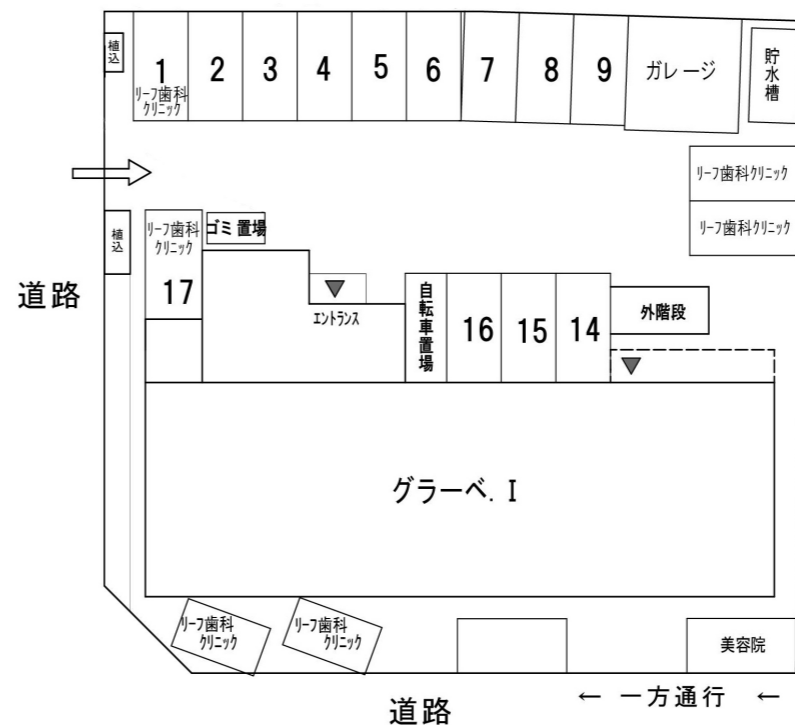 植込
1
リーフ歯科
クリニック
2
3
4
5
6
7
8
9
ガレージ
貯水槽
リーフ歯科クリニック
リーフ歯科クリニック
植込
リーフ歯科
クリニック
17
ゴミ置場
エントランス
自転車置場
16
15
14
外階段
道路
グラーベ.Ⅰ
リーフ歯科
クリニック
リーフ歯科
クリニック
美容院
道路
← 一方通行 ←